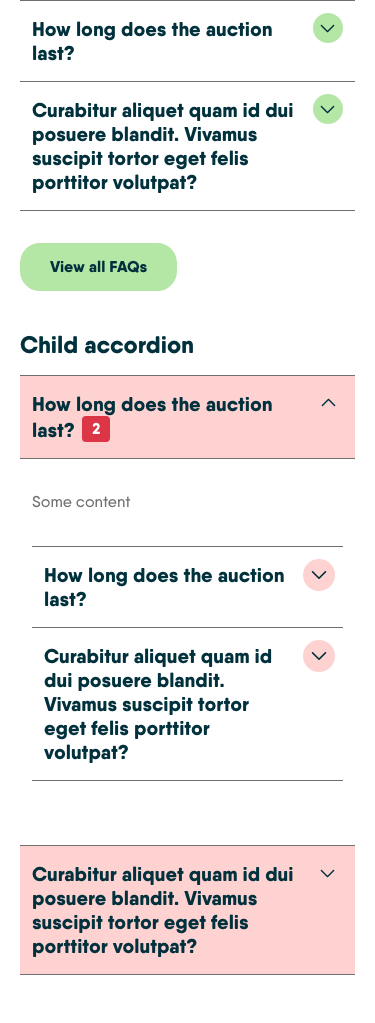 How long does the auction
last?
Curabitur aliquet quam id dui
posuere blandit. Vivamus
suscipit tortor eget felis
porttitor volutpat?
View all FAQs
Child accordion
How long does the auction
last? 2
Some content
How long does the auction
last?
Curabitur aliquet quam id
dui posuere blandit.
Vivamus suscipit tortor
eget felis porttitor
volutpat?
Curabitur aliquet quam id dui
posuere blandit. Vivamus
suscipit tortor eget felis
porttitor volutpat?